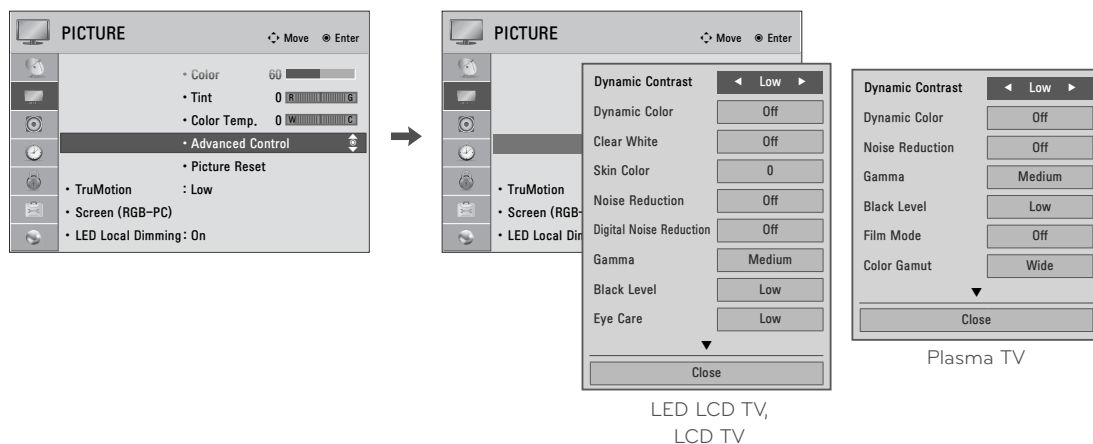 PICTURE
Move Enter
• Color 60
• Tint 0 R G
• Color Temp. 0 W C
• Advanced Control
• Picture Reset
• TruMotion : Low
• Screen (RGB-PC)
• LED Local Dimming: On
PICTURE
Move Enter
• TruMotion
• Screen (RGB-
• LED Local Din
Dynamic Contrast ◄ Low ►
Dynamic Color Off
Clear White Off
Skin Color 0
Noise Reduction Off
Digital Noise Reduction Off
Gamma Medium
Black Level Low
Eye Care Low
▼
Close
LED LCD TV,
LCD TV
Dynamic Contrast ◄ Low ►
Dynamic Color Off
Noise Reduction Off
Gamma Medium
Black Level Low
Film Mode Off
Color Gamut Wide
▼
Close
Plasma TV